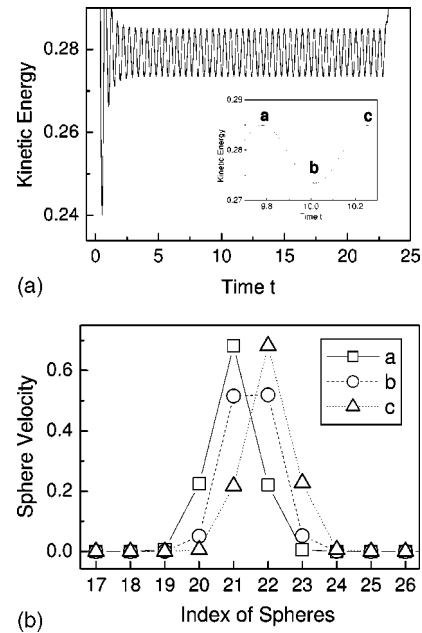 0.28
0.26
0.24
Kinetic Energy
0 5 10 15 20 25
Time t
0.29
0.28
0.27
Kinetic Energy
a
b
c
9.8 10.0 10.2
Time t
(a)
0.6
0.4
0.2
0.0
Sphere Velocity
a
b
c
17 18 19 20 21 22 23 24 25 26
Index of Spheres
(b)